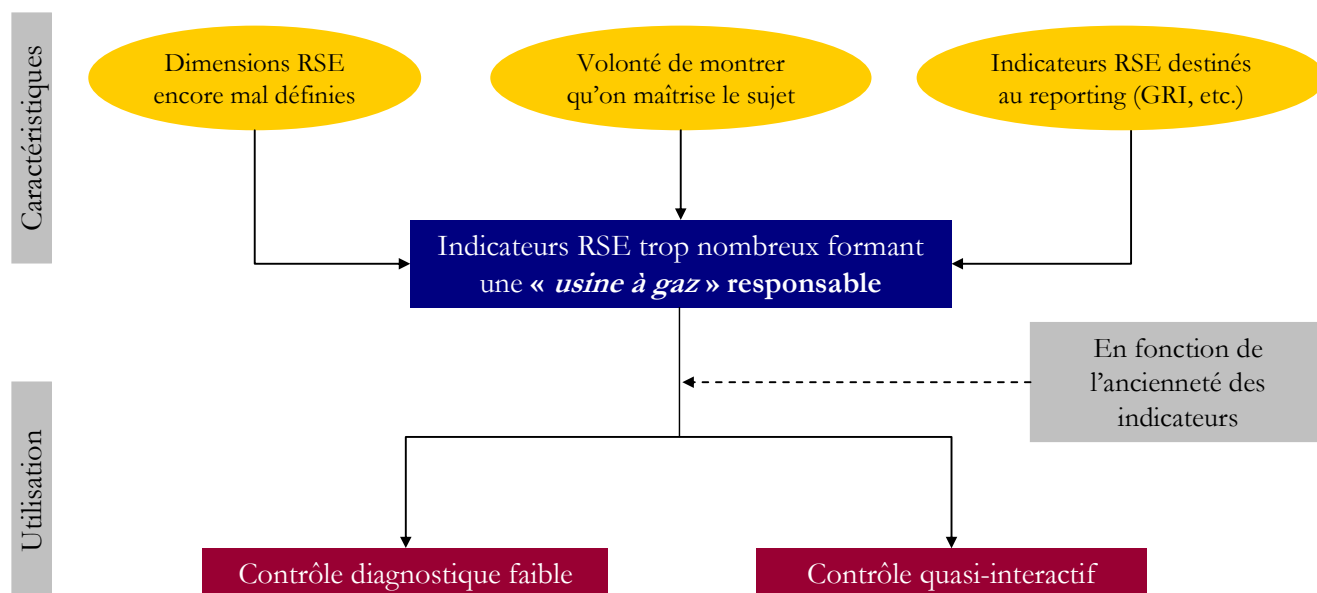 Caractéristiques
Dimensions RSE
encore mal définies
Volonté de montrer
qu’on maîtrise le sujet
Indicateurs RSE destinés
au reporting (GRI, etc.)
Indicateurs RSE trop nombreux formant
une « usine à gaz » responsable
En fonction de
l’ancienneté des
indicateurs
Utilisation
Contrôle diagnostique faible
Contrôle quasi-interactif